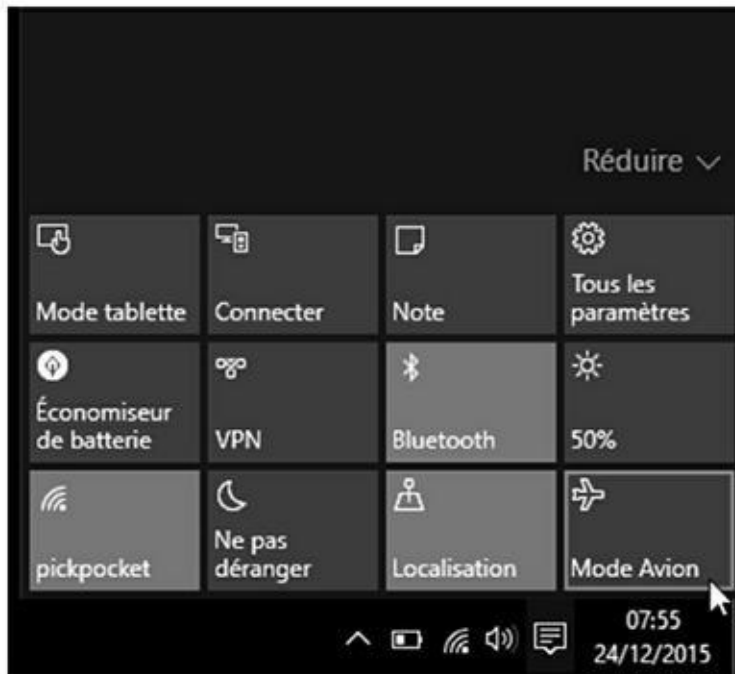 Réduire
Mode tablette
Connecter
Note
Tous les
paramètres
Économiseur
de batterie
VPN
Bluetooth
50%
pickpocket
Ne pas
déranger
Localisation
Mode Avion
07:55
24/12/2015